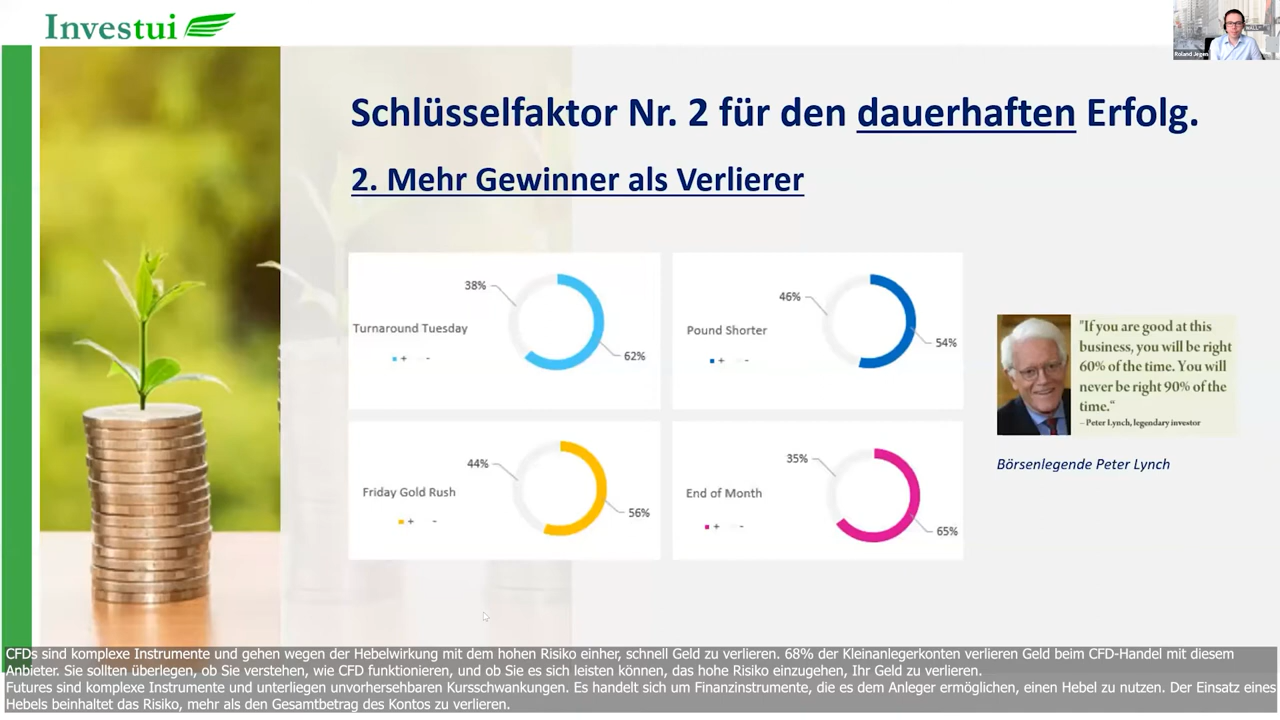 Investui
Roland Jegen
Schlüsselfaktor Nr. 2 für den dauerhaften Erfolg.
2. Mehr Gewinner als Verlierer
38%
Turnaround Tuesday
+ -
62%
46%
Pound Shorter
+ -
54%
44%
Friday Gold Rush
+ -
56%
35%
End of Month
+ -
65%
"If you are good at this
business, you will be right
60% of the time. You will
never be right 90% of the
time."
– Peter Lynch, legendary investor
Börsenlegende Peter Lynch
CFDs sind komplexe Instrumente und gehen wegen der Hebelwirkung mit dem hohen Risiko einher, schnell Geld zu verlieren. 68% der Kleinanlegerkonten verlieren Geld beim CFD-Handel mit diesem
Anbieter. Sie sollten überlegen, ob Sie verstehen, wie CFD funktionieren, und ob Sie es sich leisten können, das hohe Risiko einzugehen, Ihr Geld zu verlieren.
Futures sind komplexe Instrumente und unterliegen unvorhersehbaren Kursschwankungen. Es handelt sich um Finanzinstrumente, die es dem Anleger ermöglichen, einen Hebel zu nutzen. Der Einsatz eines
Hebels beinhaltet das Risiko, mehr als den Gesamtbetrag des Kontos zu verlieren.